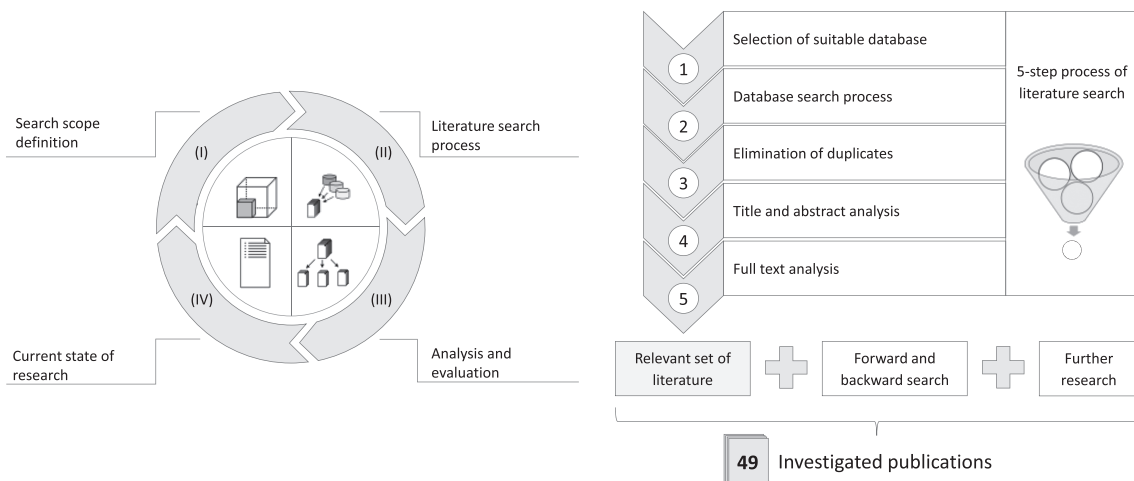 Search scope
definition
(I)
(II)
Literature search
process
(IV)
(III)
Current state of
research
Analysis and
evaluation
1
Selection of suitable database
2
Database search process
3
Elimination of duplicates
4
Title and abstract analysis
5
Full text analysis
5-step process of
literature search
Relevant set of
literature
Forward and
backward search
Further
research
49 Investigated publications